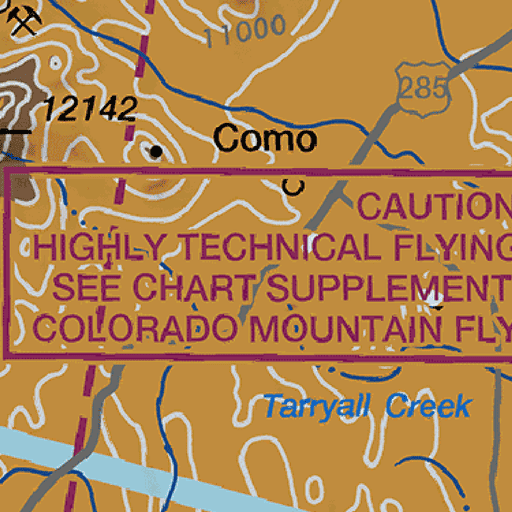 11000
285
12142
Como
CAUTION
HIGHLY TECHNICAL FLYING
SEE CHART SUPPLEMENT
COLORADO MOUNTAIN FLY
Tarryall Creek